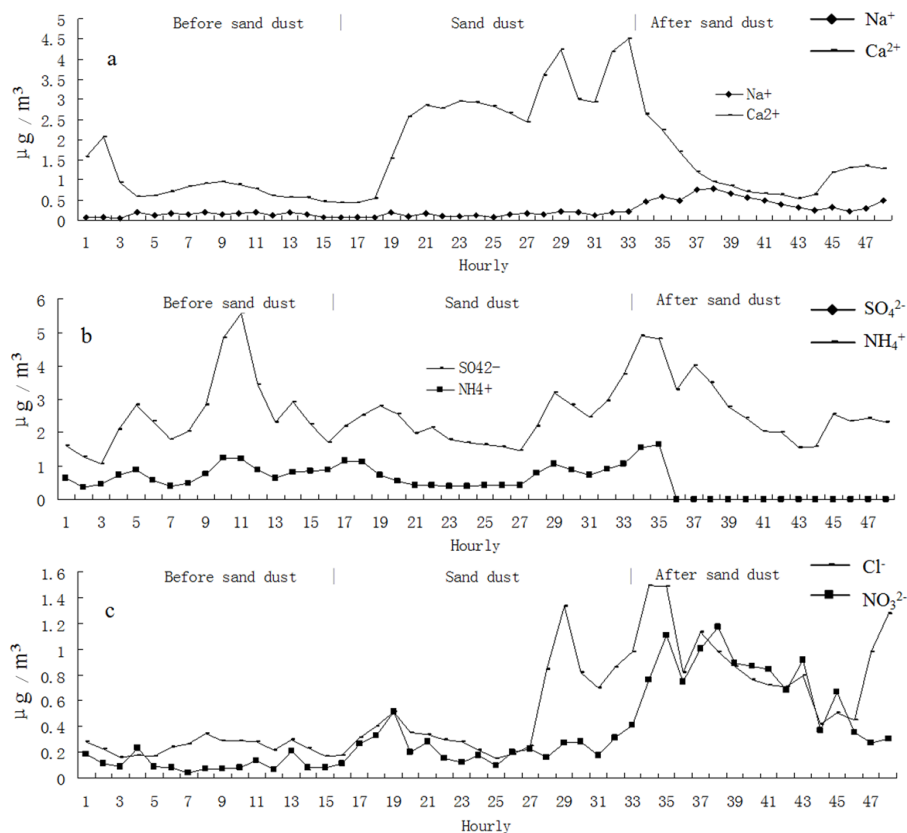 Before sand dust | Sand dust | After sand dust
a
Na⁺
Ca²⁺
Na+
Ca2+
μg／m³
5
4.5
4
3.5
3
2.5
2
1.5
1
0.5
0
1 3 5 7 9 11 13 15 17 19 21 23 25 27 29 31 33 35 37 39 41 43 45 47
Hourly
Before sand dust | Sand dust | After sand dust
b
SO₄²⁻
NH₄⁺
SO42−
NH4+
μg／m³
6
5
4
3
2
1
0
1 3 5 7 9 11 13 15 17 19 21 23 25 27 29 31 33 35 37 39 41 43 45 47
Hourly
Before sand dust | Sand dust | After sand dust
c
Cl⁻
NO₃²⁻
μg／m³
1.6
1.4
1.2
1
0.8
0.6
0.4
0.2
0
1 3 5 7 9 11 13 15 17 19 21 23 25 27 29 31 33 35 37 39 41 43 45 47
Hourly